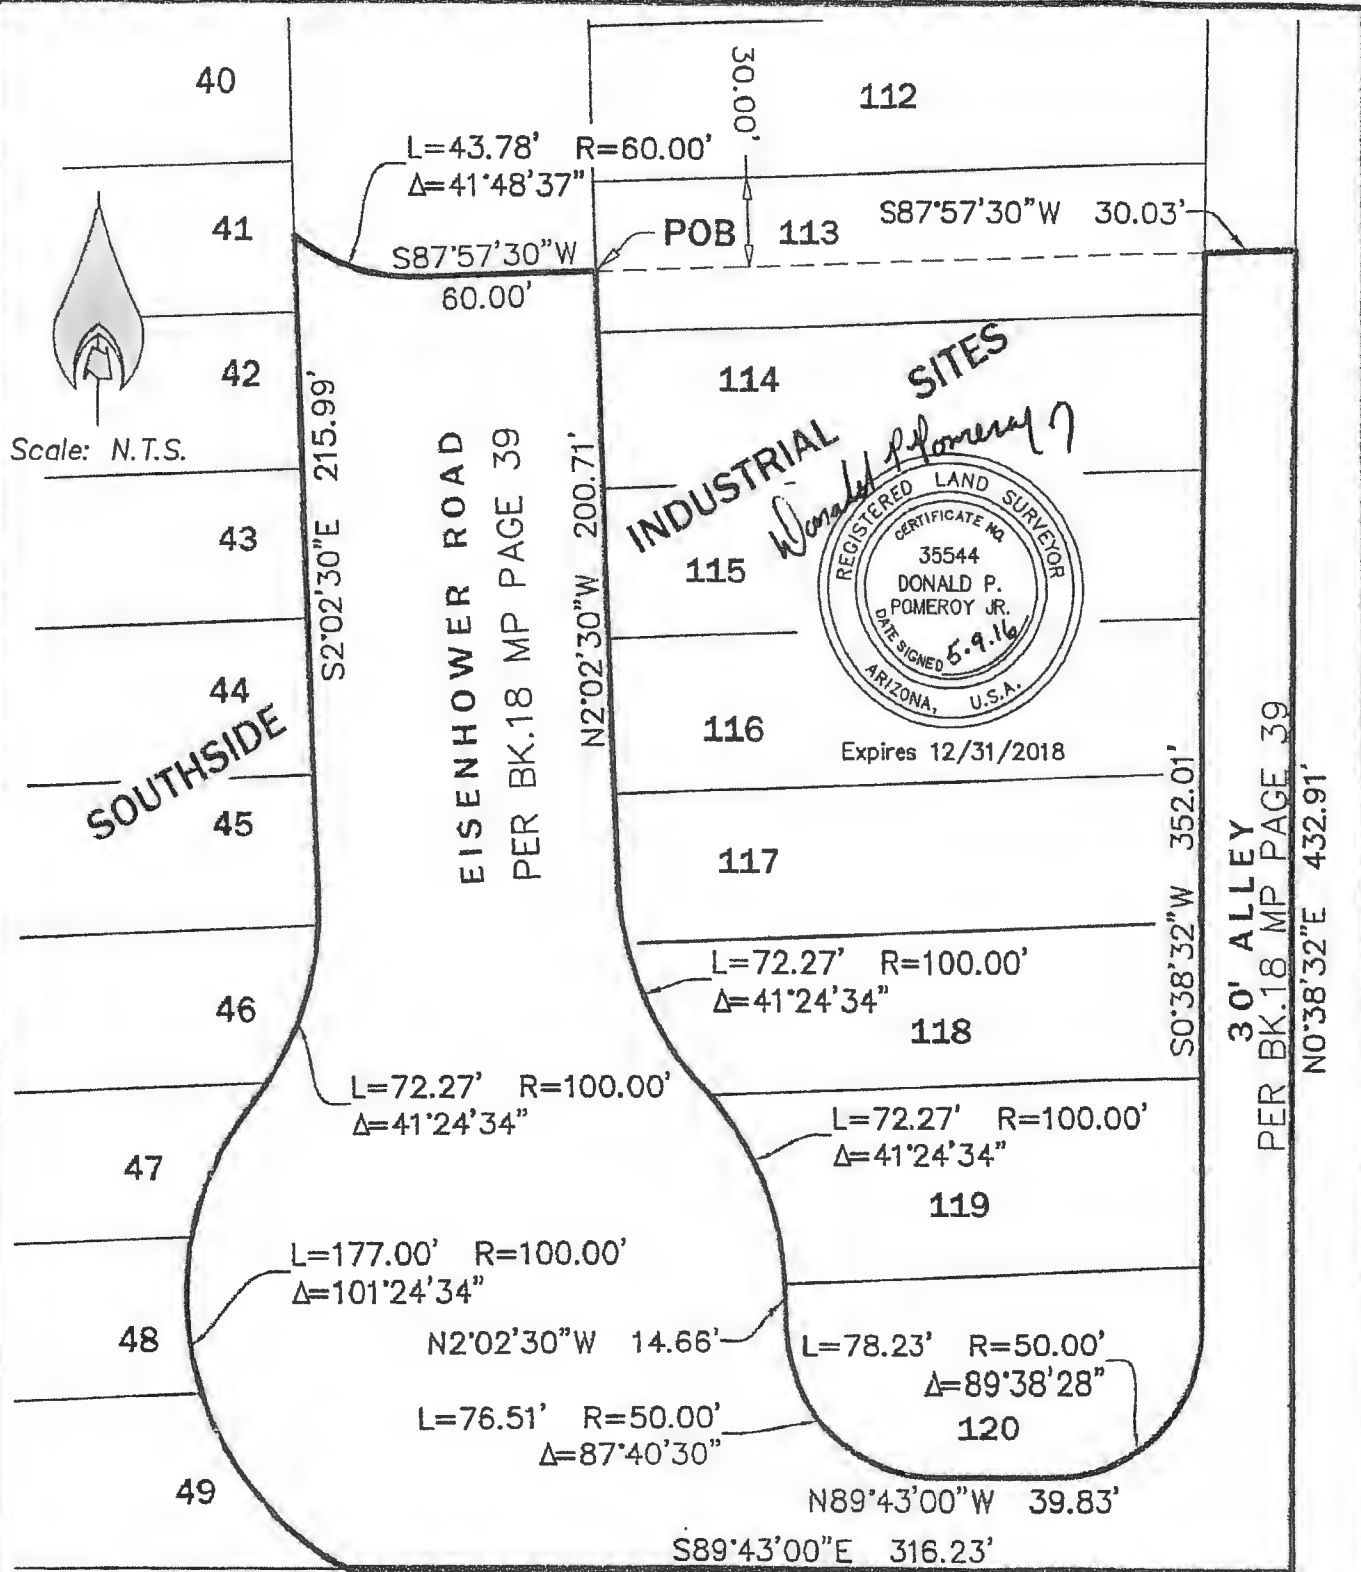 40
112
30.00'
L=43.78' R=60.00'
Δ=41°48'37"
41
POB
113
S87°57'30"W 30.03'
S87°57'30"W
60.00'
42
114
Scale: N.T.S.
S2°02'30"E 215.99'
EISENHOWER ROAD
PER BK.18 MP PAGE 39
N2°02'30"W 200.71'
INDUSTRIAL SITES
Donald P Pomeroy
REGISTERED LAND SURVEYOR
CERTIFICATE NO.
35544
DONALD P.
POMEROY JR.
DATE SIGNED 5.9.16
ARIZONA, U.S.A.
Expires 12/31/2018
43
115
44
116
SOUTHSIDE
45
117
S0°38'32"W 352.01'
30' ALLEY
PER BK.18 MP PAGE 39
N0°38'32"E 432.91'
L=72.27' R=100.00'
Δ=41°24'34"
46
118
L=72.27' R=100.00'
Δ=41°24'34"
L=72.27' R=100.00'
Δ=41°24'34"
47
119
L=177.00' R=100.00'
Δ=101°24'34"
48
N2°02'30"W 14.66'
L=78.23' R=50.00'
Δ=89°38'28"
L=76.51' R=50.00'
Δ=87°40'30"
120
49
N89°43'00"W 39.83'
S89°43'00"E 316.23'